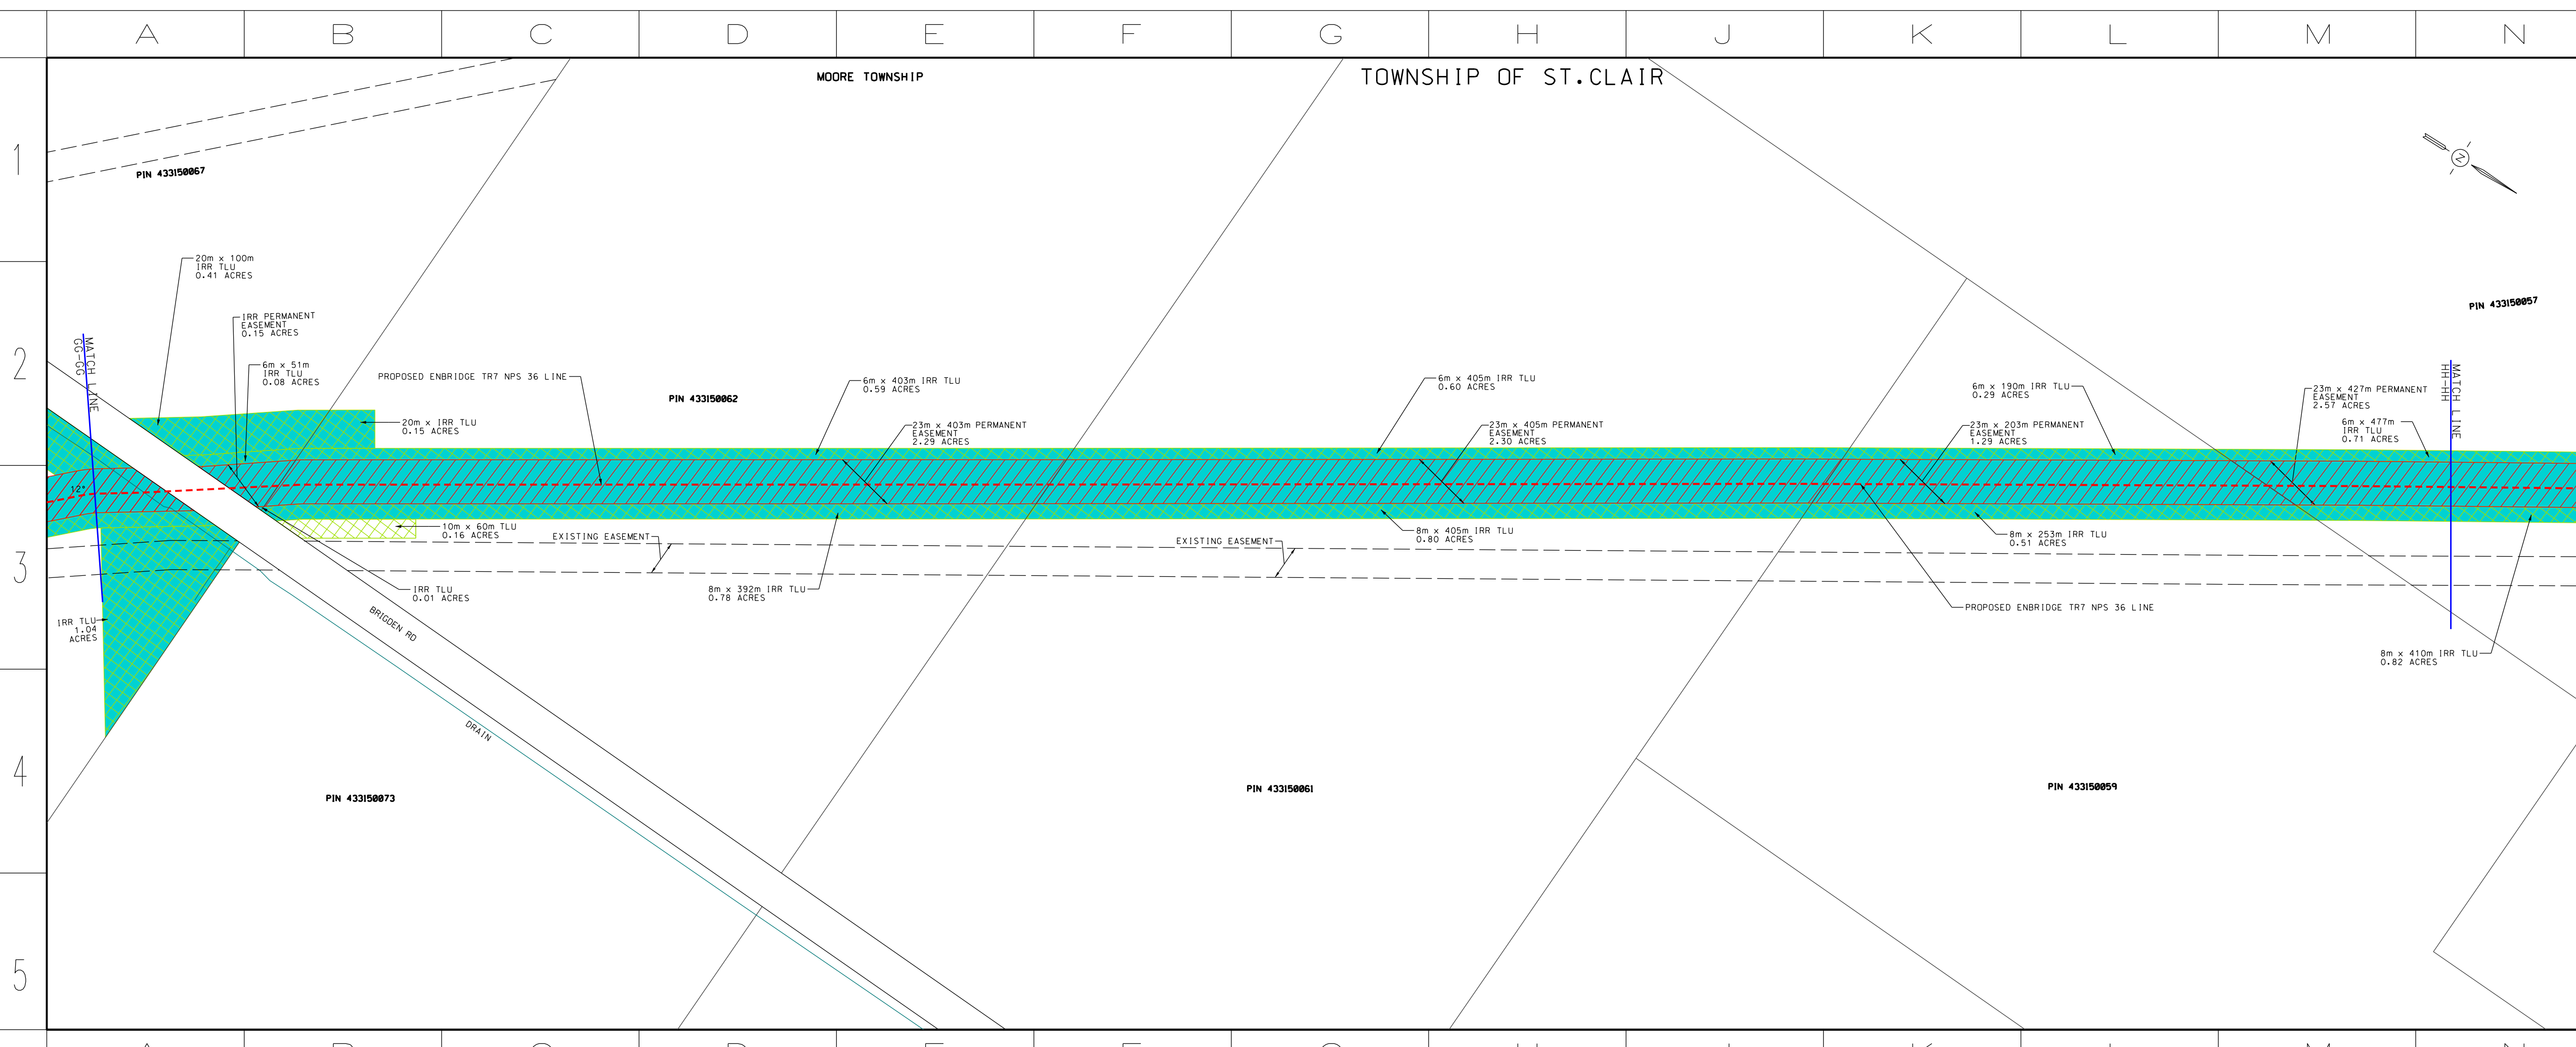 A B C D E F G H J K L M N
MOORE TOWNSHIP
TOWNSHIP OF ST.CLAIR
1
N
PIN 433150067
20m x 100m
IRR TLU
0.41 ACRES
IRR PERMANENT
EASEMENT
0.15 ACRES
PIN 433150057
2
MATCH LINE
GG-GG
6m x 51m
IRR TLU
0.08 ACRES
PROPOSED ENBRIDGE TR7 NPS 36 LINE
PIN 433150062
6m x 403m IRR TLU
0.59 ACRES
6m x 405m IRR TLU
0.60 ACRES
6m x 190m IRR TLU
0.29 ACRES
23m x 427m PERMANENT
EASEMENT
2.57 ACRES
MATCH LINE
HH-HH
20m x IRR TLU
0.15 ACRES
23m x 403m PERMANENT
EASEMENT
2.29 ACRES
23m x 405m PERMANENT
EASEMENT
2.30 ACRES
23m x 203m PERMANENT
EASEMENT
1.29 ACRES
6m x 477m
IRR TLU
0.71 ACRES
12°
10m x 60m TLU
0.16 ACRES
EXISTING EASEMENT
EXISTING EASEMENT
8m x 405m IRR TLU
0.80 ACRES
8m x 253m IRR TLU
0.51 ACRES
3
IRR TLU
0.01 ACRES
8m x 392m IRR TLU
0.78 ACRES
PROPOSED ENBRIDGE TR7 NPS 36 LINE
IRR TLU
1.04
ACRES
BRIGDEN RD
8m x 410m IRR TLU
0.82 ACRES
DRAIN
4
PIN 433150073
PIN 433150061
PIN 433150059
5